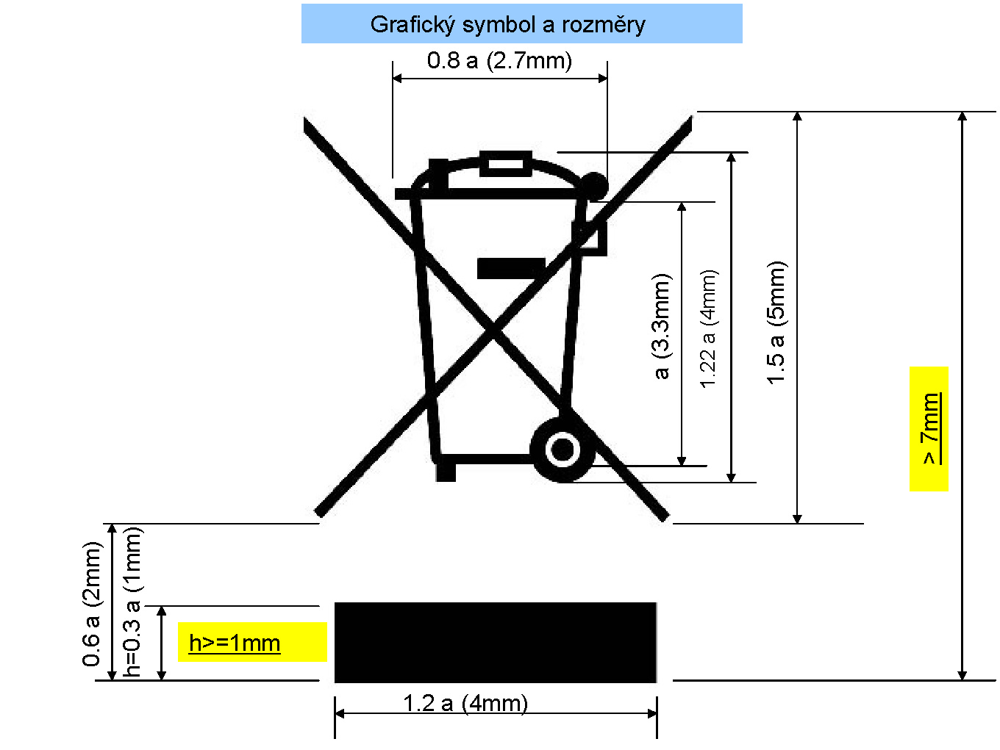 Grafický symbol a rozměry
0.8 a (2.7mm)
a (3.3mm)
1.22 a (4mm)
1.5 a (5mm)
> 7mm
0.6 a (2mm)
h=0.3 a (1mm)
h>=1mm
1.2 a (4mm)